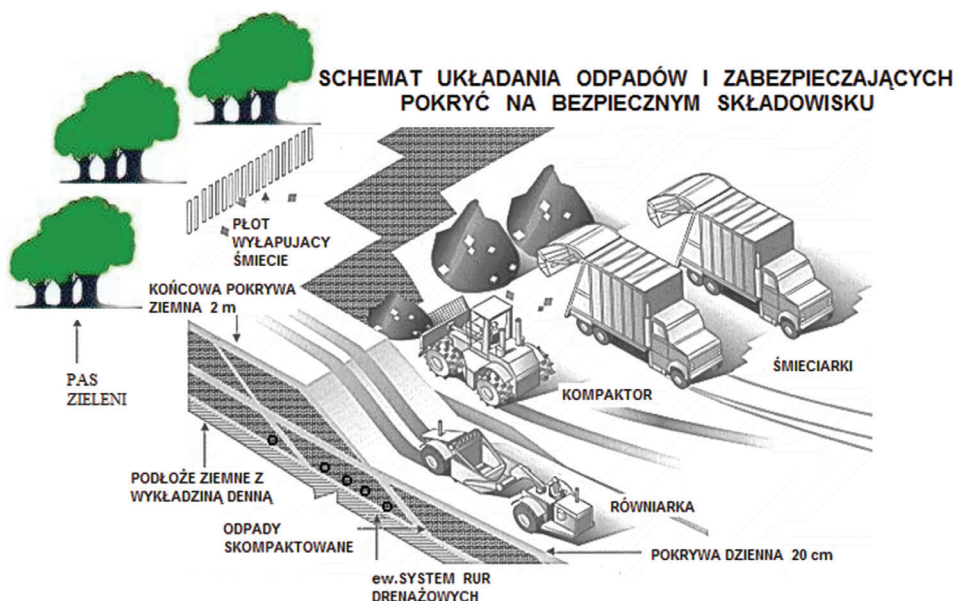 SCHEMAT UKŁADANIA ODPADÓW I ZABEZPIECZAJĄCYCH
POKRYĆ NA BEZPIECZNYM SKŁADOWISKU
PŁOT
WYŁAPUJACY
ŚMIECIE
KOŃCOWA POKRYWA
ZIEMNA 2 m
PAS
ZIELENI
ŚMIECIARKI
KOMPAKTOR
PODŁOŻE ZIEMNE Z
WYKŁADZINĄ DENNĄ
RÓWNIARKA
ODPADY
SKOMPAKTOWANE
POKRYWA DZIENNA 20 cm
ew.SYSTEM RUR
DRENAŻOWYCH